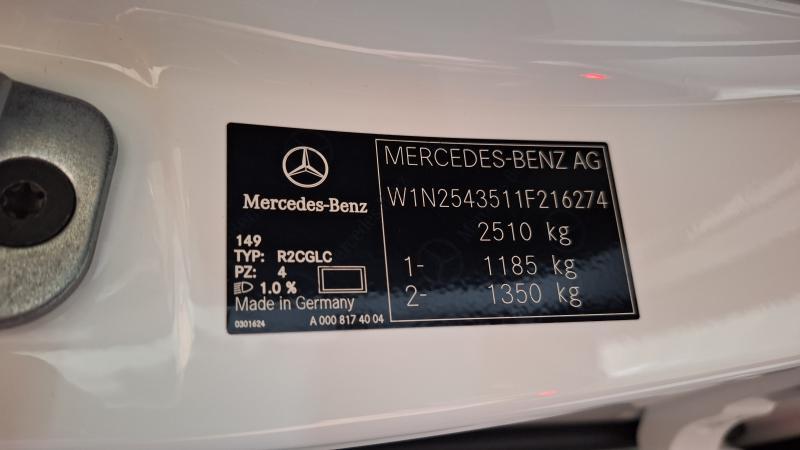 Mercedes-Benz
149
TYP: R2CGLC
PZ: 4
1.0 %
Made in Germany
0301624 A 000 817 40 04
MERCEDES-BENZ AG
W1N2543511F216274
2510 kg
1- 1185 kg
2- 1350 kg